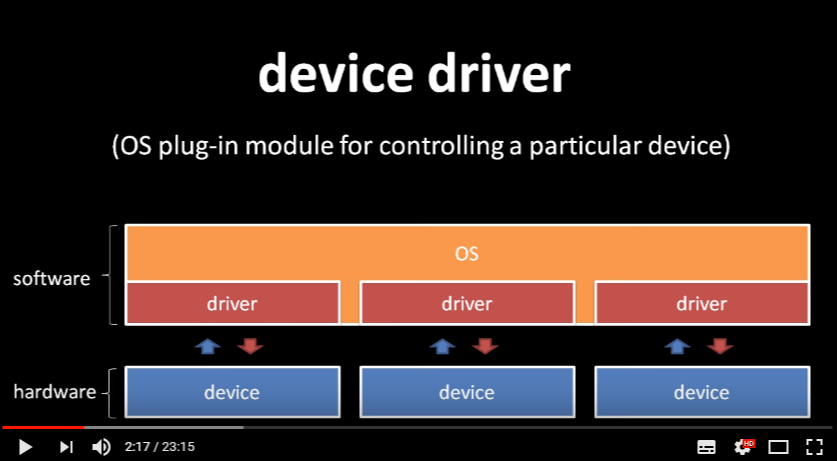 device driver
(OS plug-in module for controlling a particular device)
software
OS
driver driver driver
hardware
device device device
2:17 / 23:15
HD